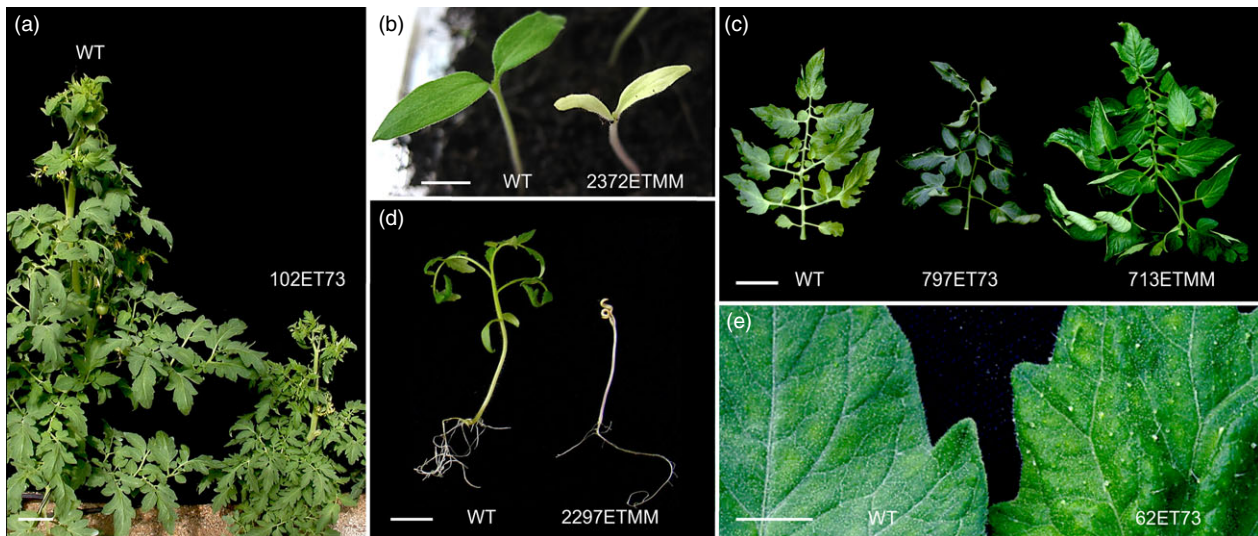 (a)
WT
102ET73
(b)
WT
2372ETMM
(c)
WT
797ET73
713ETMM
(d)
WT
2297ETMM
(e)
WT
62ET73